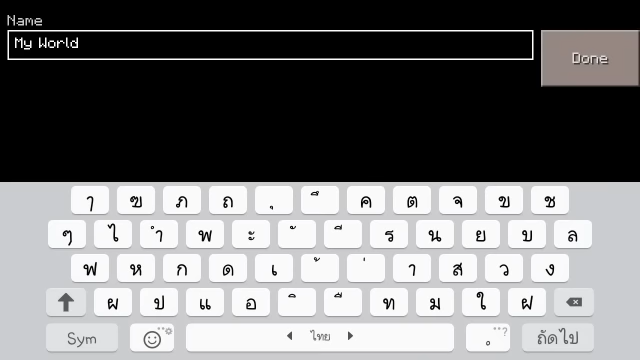 Name
My World
Done
ๅ ฃ ภ ถ ุ ึ ค ต จ ข ช
ๆ ไ ำ พ ะ ั ี ร น ย บ ล
ฟ ห ก ด เ ้ ่ า ส ว ง
ผ ป แ อ ิ ื ท ม ใ ฝ
Sym ไทย ถัดไป